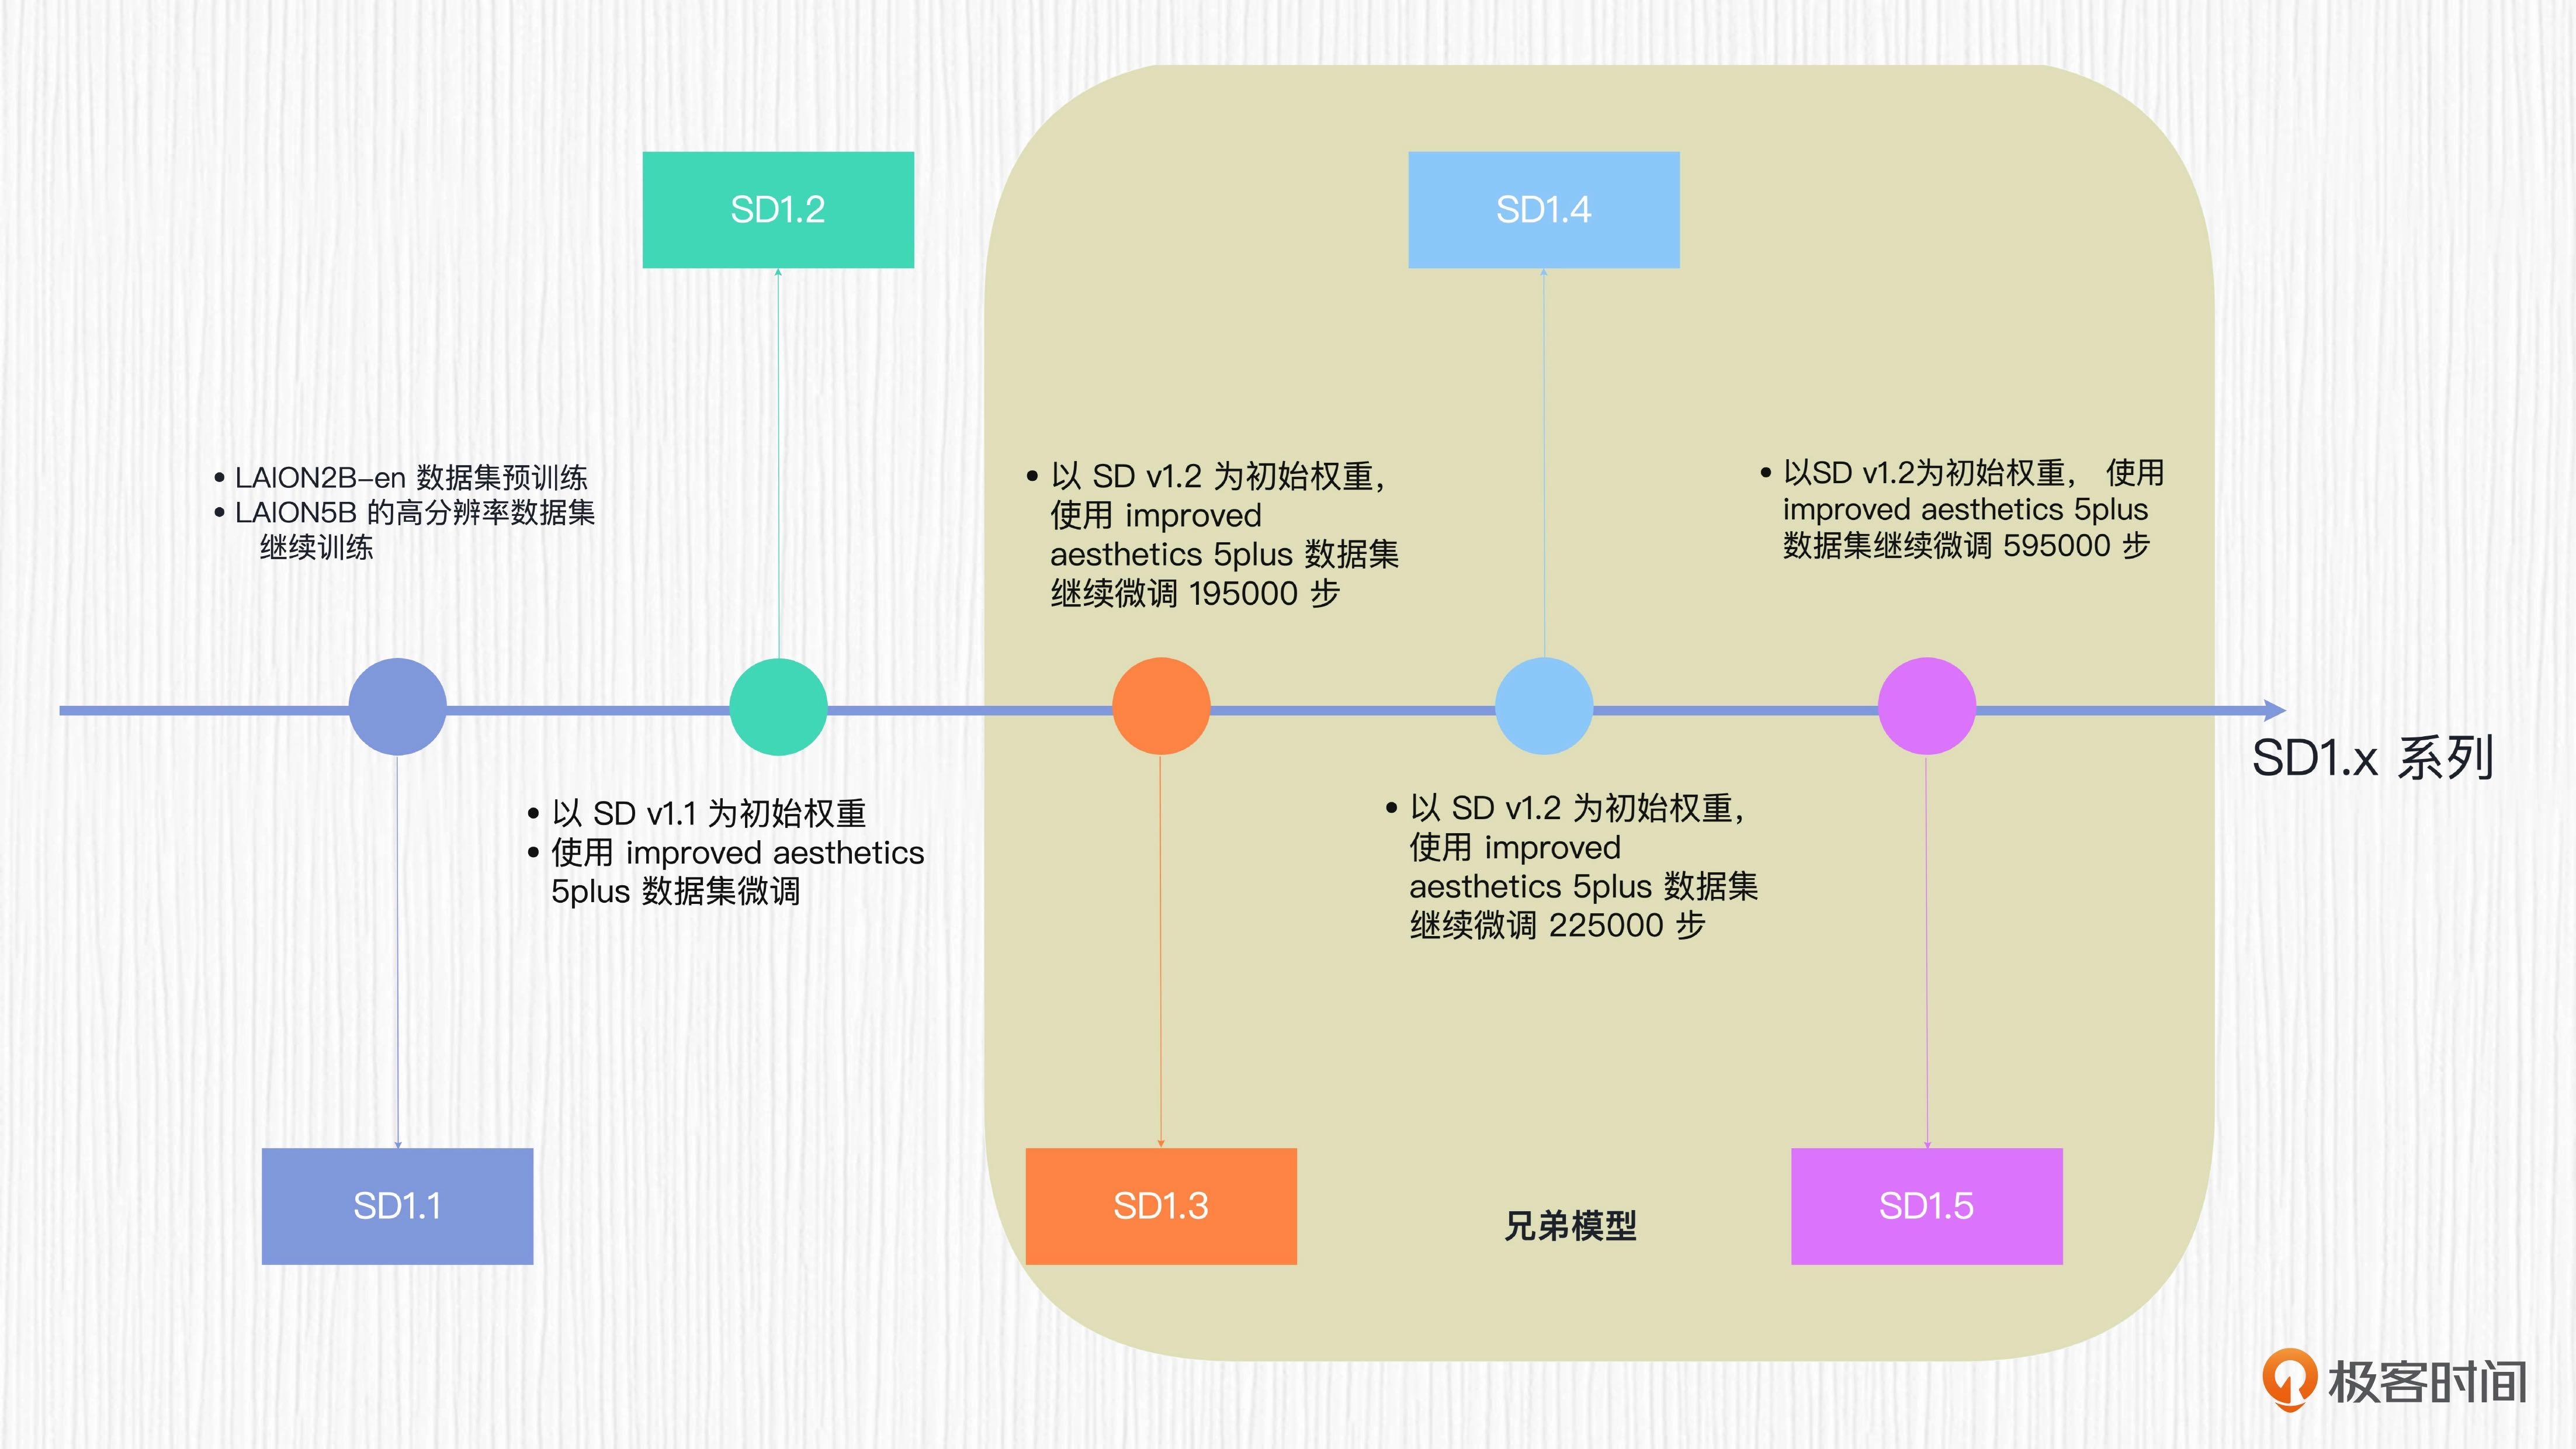 SD1.2
SD1.4
• LAION2B-en 数据集预训练
• LAION5B 的高分辨率数据集
继续训练
• 以 SD v1.2 为初始权重，
使用 improved
aesthetics 5plus 数据集
继续微调 195000 步
• 以SD v1.2为初始权重， 使用
improved aesthetics 5plus
数据集继续微调 595000 步
SD1.x 系列
• 以 SD v1.1 为初始权重
• 使用 improved aesthetics
5plus 数据集微调
• 以 SD v1.2 为初始权重，
使用 improved
aesthetics 5plus 数据集
继续微调 225000 步
SD1.1
SD1.3
兄弟模型
SD1.5
极客时间